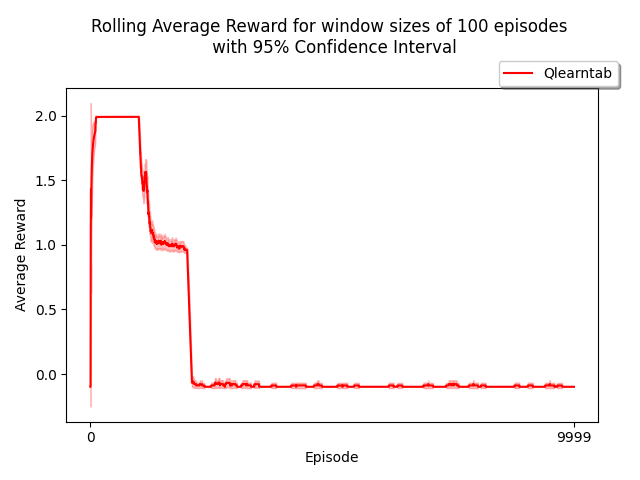 Rolling Average Reward for window sizes of 100 episodes
with 95% Confidence Interval
Qlearntab
Average Reward
2.0
1.5
1.0
0.5
0.0
0
9999
Episode